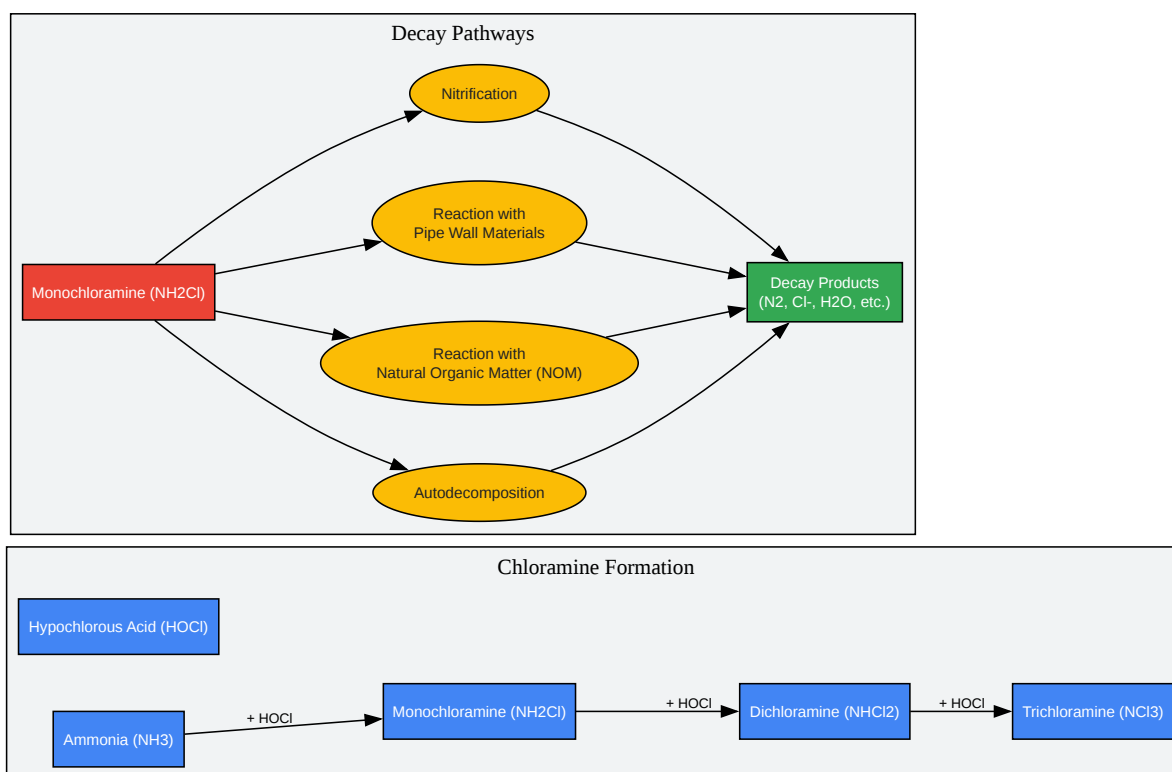 Decay Pathways
Nitrification
Reaction with
Pipe Wall Materials
Monochloramine (NH2Cl)
Decay Products
(N2, Cl-, H2O, etc.)
Reaction with
Natural Organic Matter (NOM)
Autodecomposition
Chloramine Formation
Hypochlorous Acid (HOCl)
Ammonia (NH3)
+ HOCl
Monochloramine (NH2Cl)
+ HOCl
Dichloramine (NHCl2)
+ HOCl
Trichloramine (NCl3)